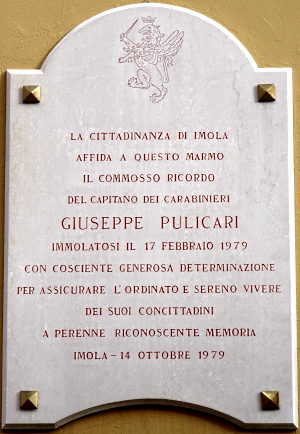 LA CITTADINANZA DI IMOLA
AFFIDA A QUESTO MARMO
IL COMMOSSO RICORDO
DEL CAPITANO DEI CARABINIERI
GIUSEPPE PULICARI
IMMOLATOSI IL 17 FEBBRAIO 1979
CON COSCIENTE GENEROSA DETERMINAZIONE
PER ASSICURARE L'ORDINATO E SERENO VIVERE
DEI SUOI CONCITTADINI
A PERENNE RICONOSCENTE MEMORIA
IMOLA - 14 OTTOBRE 1979